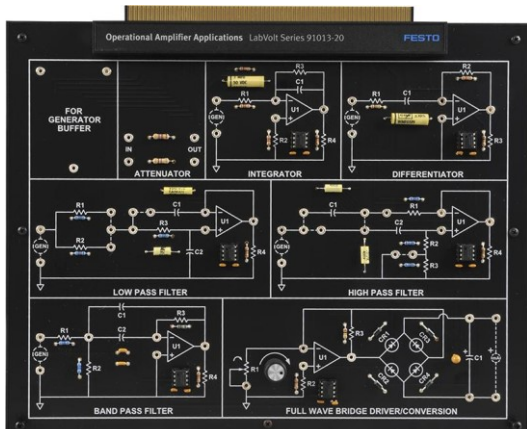 Operational Amplifier Applications LabVolt Series 91013-20 FESTO
FOR
GENERATOR
BUFFER
IN OUT
ATTENUATOR
R3
C1
R1
U1
GEN
R2
R4
INTEGRATOR
R2
R1
C1
U1
GEN
R3
DIFFERENTIATOR
R1
C1
R3
U1
R2
GEN
C2
R4
LOW PASS FILTER
C1
R1
U1
C2
GEN
R2
R3
R4
HIGH PASS FILTER
C1
R3
R1
C2
U1
GEN
R2
R4
BAND PASS FILTER
R3
CR1
CR3
U1
R1
C1
R2
CR2
CR4
FULL WAVE BRIDGE DRIVER/CONVERSION